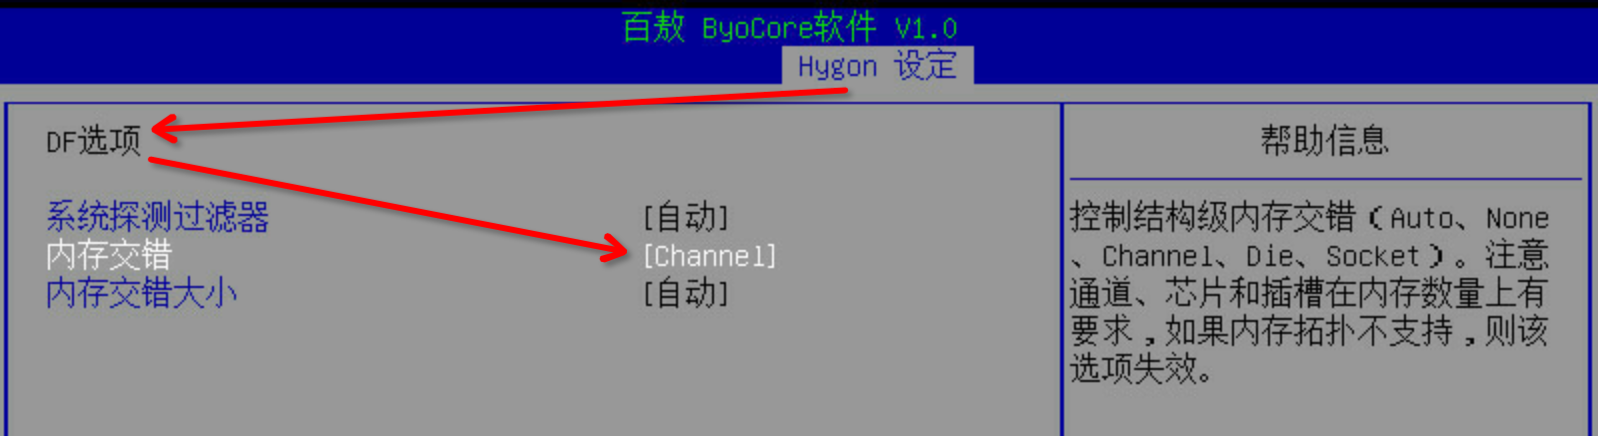 百敖 ByoCore软件 V1.0
Hygon 设定
DF选项
系统探测过滤器 [自动]
内存交错 [Channel]
内存交错大小 [自动]
帮助信息
控制结构级内存交错(Auto、None
、Channel、Die、Socket)。注意
通道、芯片和插槽在内存数量上有
要求,如果内存拓扑不支持,则该
选项失效。